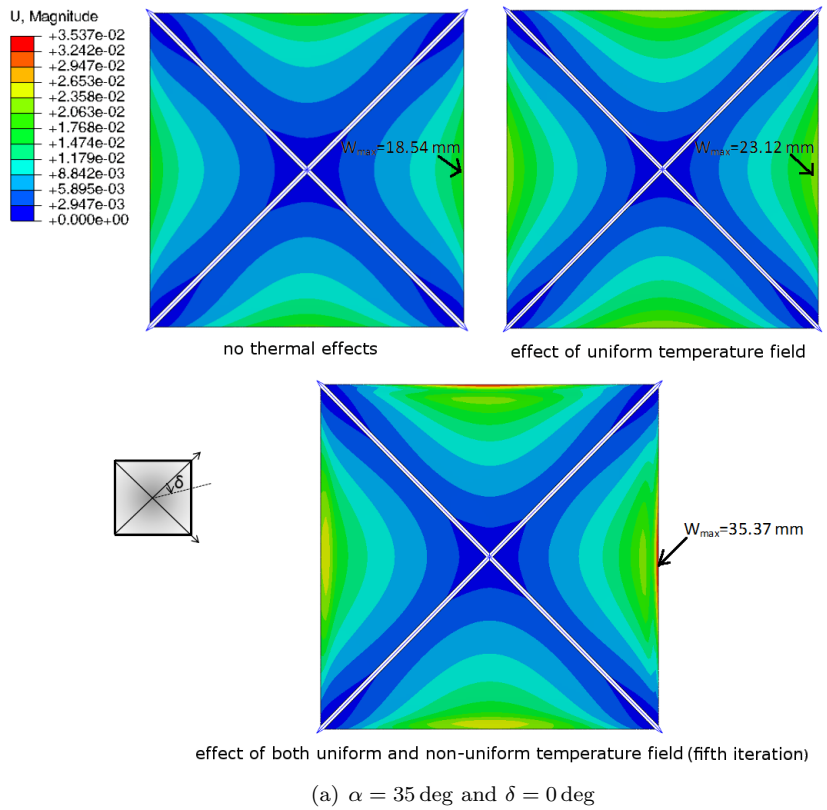 U, Magnitude
+3.537e-02
+3.242e-02
+2.947e-02
+2.653e-02
+2.358e-02
+2.063e-02
+1.768e-02
+1.474e-02
+1.179e-02
+8.842e-03
+5.895e-03
+2.947e-03
+0.000e+00
Wmax=18.54 mm
Wmax=23.12 mm
no thermal effects
effect of uniform temperature field
δ
Wmax=35.37 mm
effect of both uniform and non-uniform temperature field (fifth iteration)
(a) α = 35 deg and δ = 0 deg